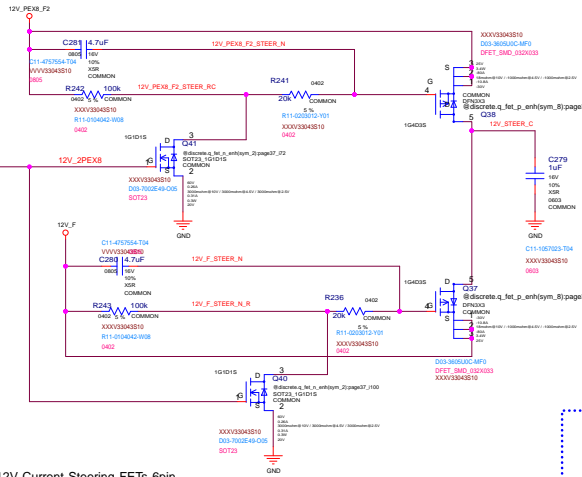 12V_PEX8_F2
C281
4.7uF
0805
16V
10%
X5R
COMMON
C11-4757554-T04
VVVV33043S10
0805
12V_PEX8_F2_STEER_N
R242
100k
0402
5 %
COMMON
XXXV33043S10
R11-0104042-W08
0402
12V_PEX8_F2_STEER_RC
R241
0402
20k
5 %
COMMON
R11-0203012-Y01
XXXV33043S10
0402
XXXV33043S10
D03-3605U0C-MF0
DFET_SMD_032X033
S
G
4
D
5
1G4D3S
COMMON
DFN3X3
@discrete.q_fet_p_enh(sym_8):page
Q38
12V_STEER_C
C279
1uF
16V
10%
X5R
0603
COMMON
GND
C11-1057023-T04
XXXV33043S10
0603
1G1D1S
D
3
Q41
@discrete.q_fet_n_enh(sym_2):page37_I72
SOT23_1G1D1S
COMMON
G
S
2
12V_2PEX8
XXXV33043S10
D03-7002E49-O05
SOT23
GND
12V_F
C11-4757554-T04
C280
4.7uF
0805
16V
10%
X5R
COMMON
12V_F_STEER_N
R243
100k
5 %
COMMON
XXXV33043S10
R11-0104042-W08
0402
12V_F_STEER_N_R
R236
0402
20k
5 %
COMMON
R11-0203012-Y01
XXXV33043S10
0402
1G4D3S
D
5
Q37
@discrete.q_fet_p_enh(sym_8):page
DFN3X3
COMMON
G
4
S
D03-3605U0C-MF0
DFET_SMD_032X033
XXXV33043S10
1G1D1S
D
3
Q40
@discrete.q_fet_n_enh(sym_2):page37_I100
SOT23_1G1D1S
COMMON
G
S
2
XXXV33043S10
D03-7002E49-O05
SOT23
GND
12V Current Steering FETs 6pin